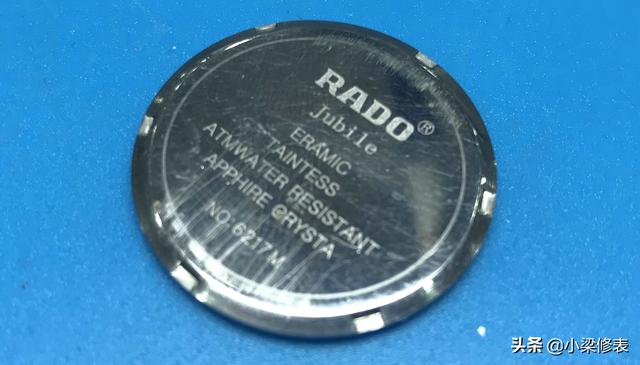 RADO®
Jubile
ERAMIC
TAINTESS
ATMWATER RESISTANT
APPHIRE CRYSTA
NO:6217M
头条 @小梁修表